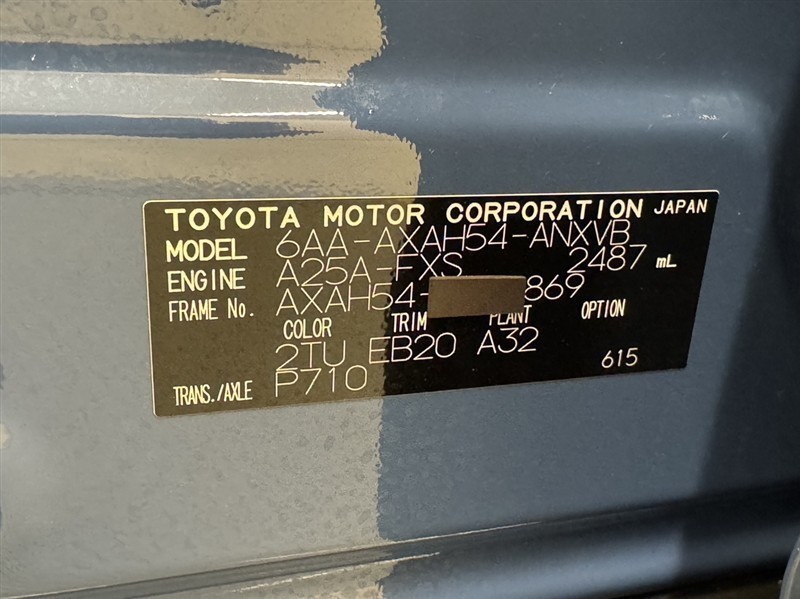 TOYOTA MOTOR CORPORATION JAPAN
MODEL 6AA-AXAH54-ANXVB
ENGINE A25A-FXS 2487 mL
FRAME No. AXAH54- 869
COLOR TRIM PLANT OPTION
2TU EB20 A32 615
TRANS./AXLE P710